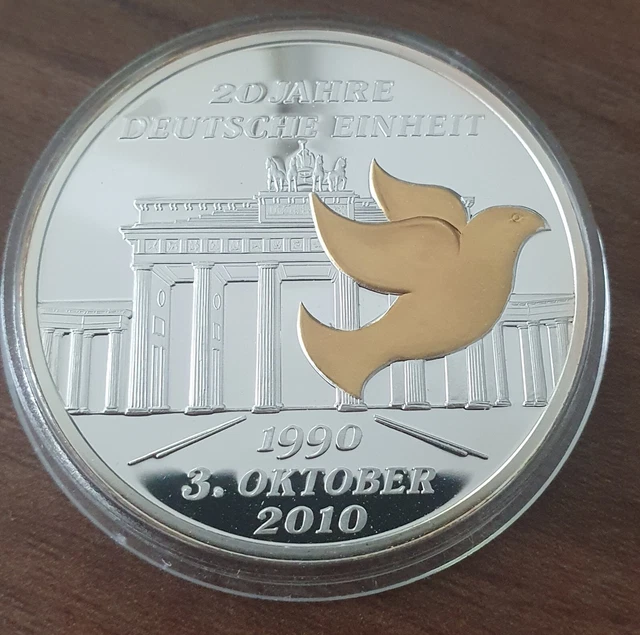 20 JAHRE
DEUTSCHE EINHEIT
1990
3. OKTOBER
2010